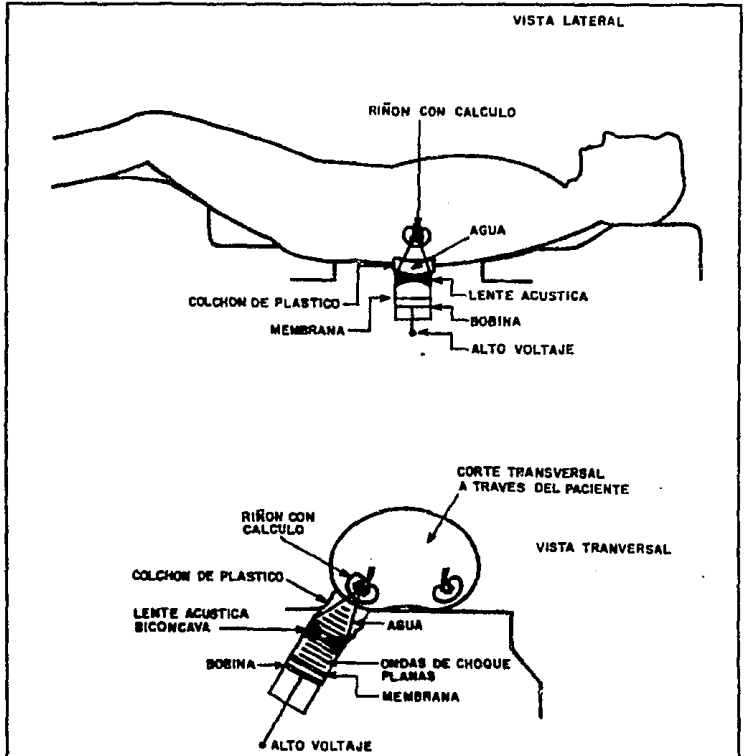 VISTA LATERAL
RIÑON CON CALCULO
AGUA
COLCHON DE PLASTICO
LENTE ACUSTICA
MEMBRANA
BOBINA
ALTO VOLTAJE
CORTE TRANSVERSAL
A TRAVES DEL PACIENTE
RIÑON CON
CALCULO
VISTA TRANVERSAL
COLCHON DE PLASTICO
LENTE ACUSTICA
BICONCAVA
AGUA
BOBINA
ONDAS DE CHOQUE
PLANAS
MEMBRANA
ALTO VOLTAJE